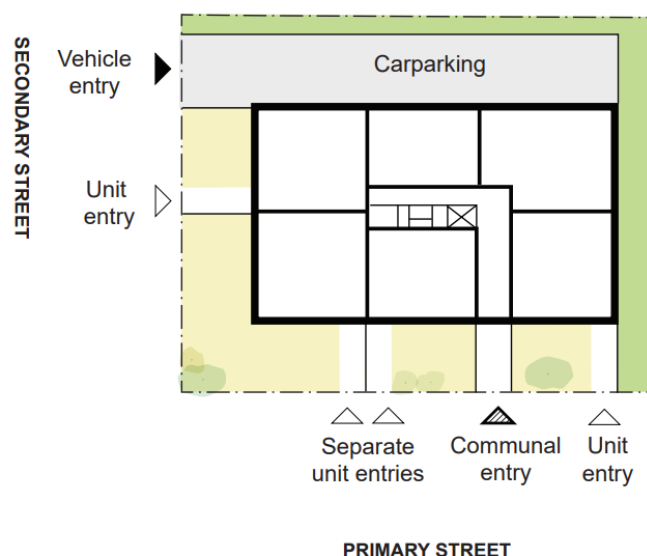 SECONDARY STREET
Vehicle
entry
Carparking
Unit
entry
Separate
unit entries
Communal
entry
Unit
entry
PRIMARY STREET